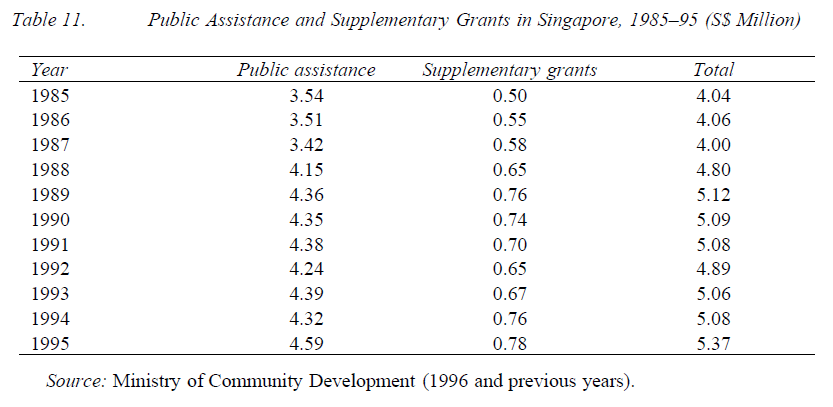 Table 11. Public Assistance and Supplementary Grants in Singapore, 1985–95 (S$ Million)
Year Public assistance Supplementary grants Total
1985 3.54 0.50 4.04
1986 3.51 0.55 4.06
1987 3.42 0.58 4.00
1988 4.15 0.65 4.80
1989 4.36 0.76 5.12
1990 4.35 0.74 5.09
1991 4.38 0.70 5.08
1992 4.24 0.65 4.89
1993 4.39 0.67 5.06
1994 4.32 0.76 5.08
1995 4.59 0.78 5.37
Source: Ministry of Community Development (1996 and previous years).